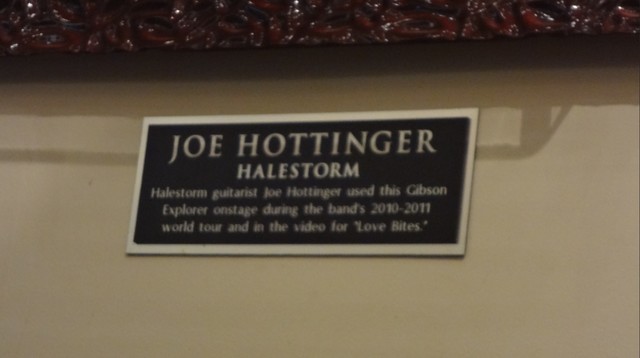 JOE HOTTINGER
HALESTORM
Halestorm guitarist Joe Hottinger used this Gibson
Explorer onstage during the band's 2010-2011
world tour and in the video for "Love Bites."